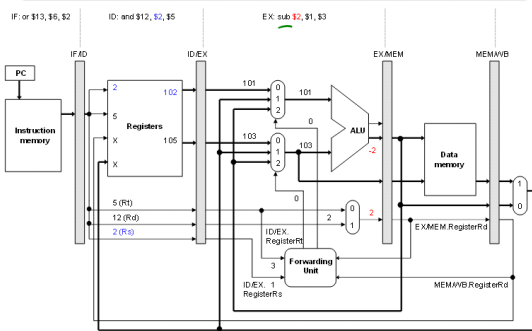 IF: or $13, $6, $2
ID: and $12, $2, $5
EX: sub $2, $1, $3
IF/ID
ID/EX
EX/MEM
MEM/WB
PC
2
102
101
0
1
2
101
5
Registers
0
ALU
Instruction
memory
X
105
103
0
1
2
103
-2
Data
memory
X
0
1
0
5 (Rt)
12 (Rd)
2 (Rs)
2
0
1
2
ID/EX.
RegisterRt
EX/MEM.RegisterRd
3
Forwarding
Unit
ID/EX. 1
RegisterRs
MEM/WB.RegisterRd